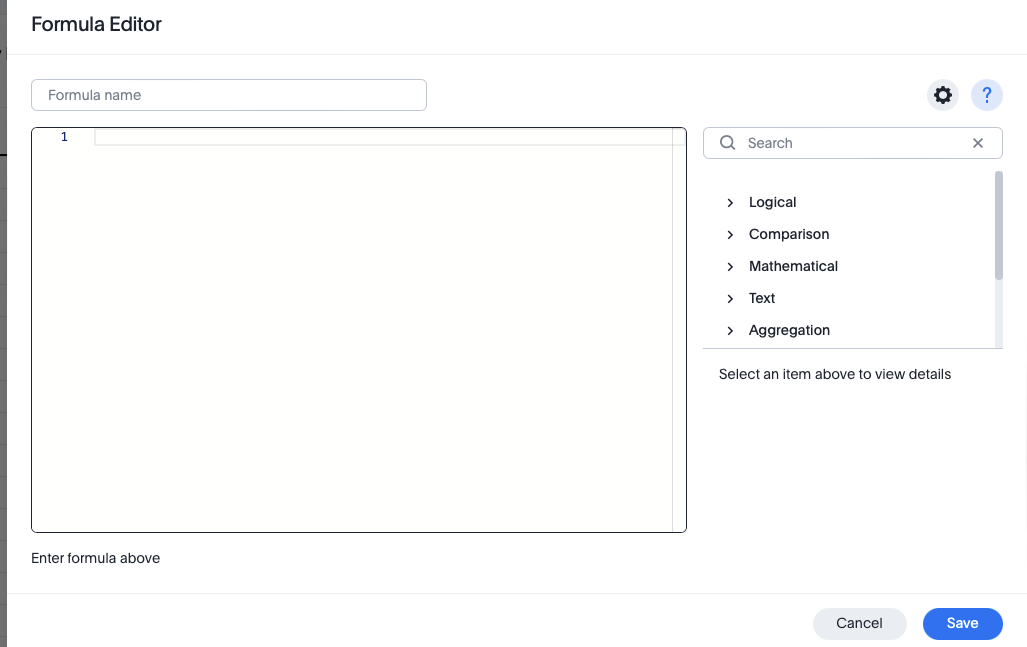 Formula Editor
Formula name
?
1
Search
Logical
Comparison
Mathematical
Text
Aggregation
Select an item above to view details
Enter formula above
Cancel
Save